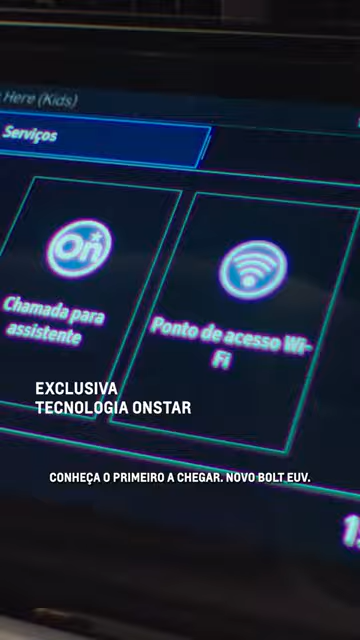 Here (Kids)
Serviços
On
Chamada para
assistente
Ponto de acesso Wi-
Fi
EXCLUSIVA
TECNOLOGIA ONSTAR
CONHEÇA O PRIMEIRO A CHEGAR. NOVO BOLT EUV.